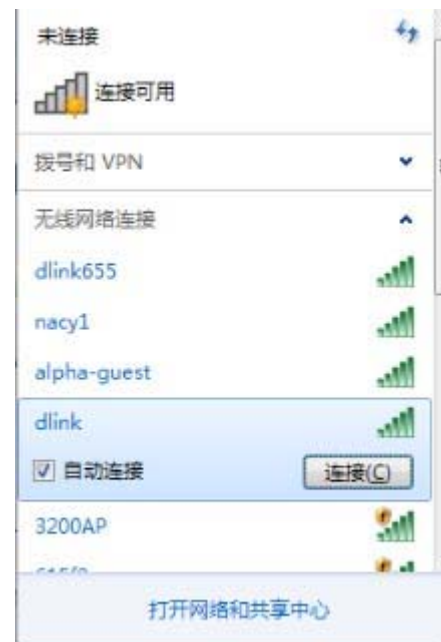 未连接
连接可用
拨号和 VPN
无线网络连接
dlink655
nacy1
alpha-guest
dlink
自动连接
连接(C)
3200AP
打开网络和共享中心